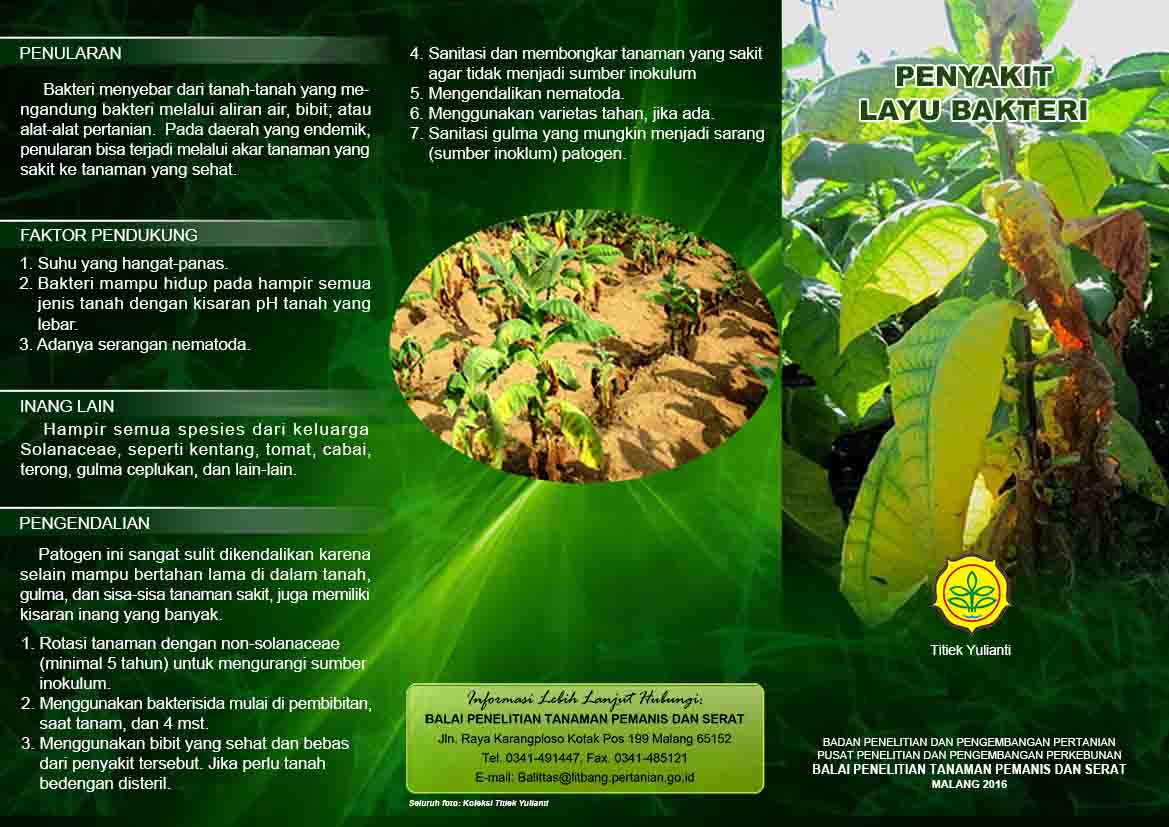 PENULARAN
Bakteri menyebar dari tanah-tanah yang me-
ngandung bakteri melalui aliran air, bibit; atau
alat-alat pertanian. Pada daerah yang endemik,
penularan bisa terjadi melalui akar tanaman yang
sakit ke tanaman yang sehat.
FAKTOR PENDUKUNG
1. Suhu yang hangat-panas.
2. Bakteri mampu hidup pada hampir semua
jenis tanah dengan kisaran pH tanah yang
lebar.
3. Adanya serangan nematoda.
INANG LAIN
Hampir semua spesies dari keluarga
Solanaceae, seperti kentang, tomat, cabai,
terong, gulma ceplukan, dan lain-lain.
PENGENDALIAN
Patogen ini sangat sulit dikendalikan karena
selain mampu bertahan lama di dalam tanah,
gulma, dan sisa-sisa tanaman sakit, juga memiliki
kisaran inang yang banyak.
1. Rotasi tanaman dengan non-solanaceae
(minimal 5 tahun) untuk mengurangi sumber
inokulum.
2. Menggunakan bakterisida mulai di pembibitan,
saat tanam, dan 4 mst.
3. Menggunakan bibit yang sehat dan bebas
dari penyakit tersebut. Jika perlu tanah
bedengan disteril.
4. Sanitasi dan membongkar tanaman yang sakit
agar tidak menjadi sumber inokulum
5. Mengendalikan nematoda.
6. Menggunakan varietas tahan, jika ada.
7. Sanitasi gulma yang mungkin menjadi sarang
(sumber inoklum) patogen.
Informasi Lebih Lanjut Hubungi:
BALAI PENELITIAN TANAMAN PEMANIS DAN SERAT
Jln. Raya Karangploso Kotak Pos 199 Malang 65152
Tel. 0341-491447, Fax. 0341-485121
E-mail: Balittas@litbang.pertanian.go.id
Seluruh foto: Koleksi Titiek Yulianti
PENYAKIT
LAYU BAKTERI
Titiek Yulianti
BADAN PENELITIAN DAN PENGEMBANGAN PERTANIAN
PUSAT PENELITIAN DAN PENGEMBANGAN PERKEBUNAN
BALAI PENELITIAN TANAMAN PEMANIS DAN SERAT
MALANG 2016